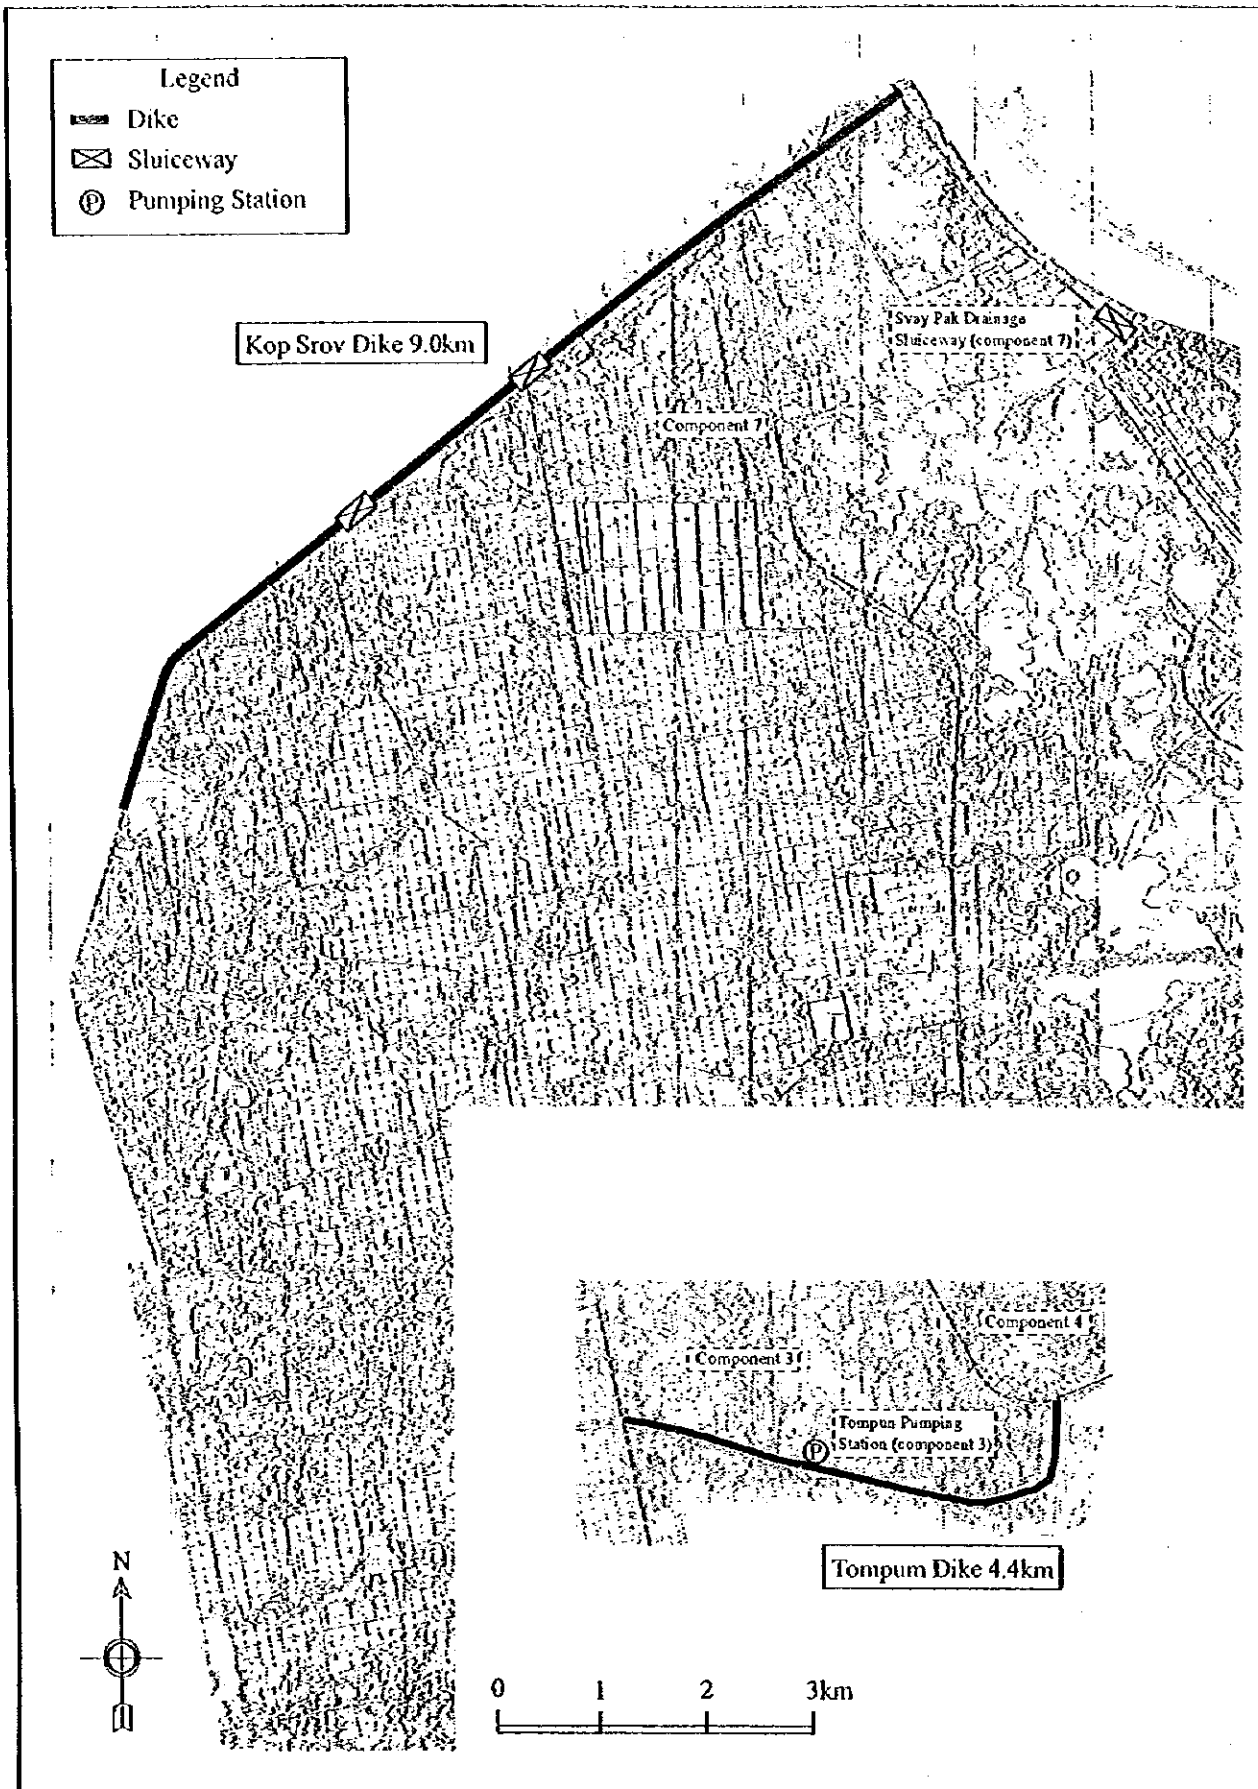 Legend
Dike
Sluiceway
P Pumping Station
Kop Srov Dike 9.0km
Svay Pak Drainage
Sluiceway (component 7)
Component 7
Component 4
Component 3
Tompun Pumping
Station (component 3)
P
Tompum Dike 4.4km
N
0 1 2 3km